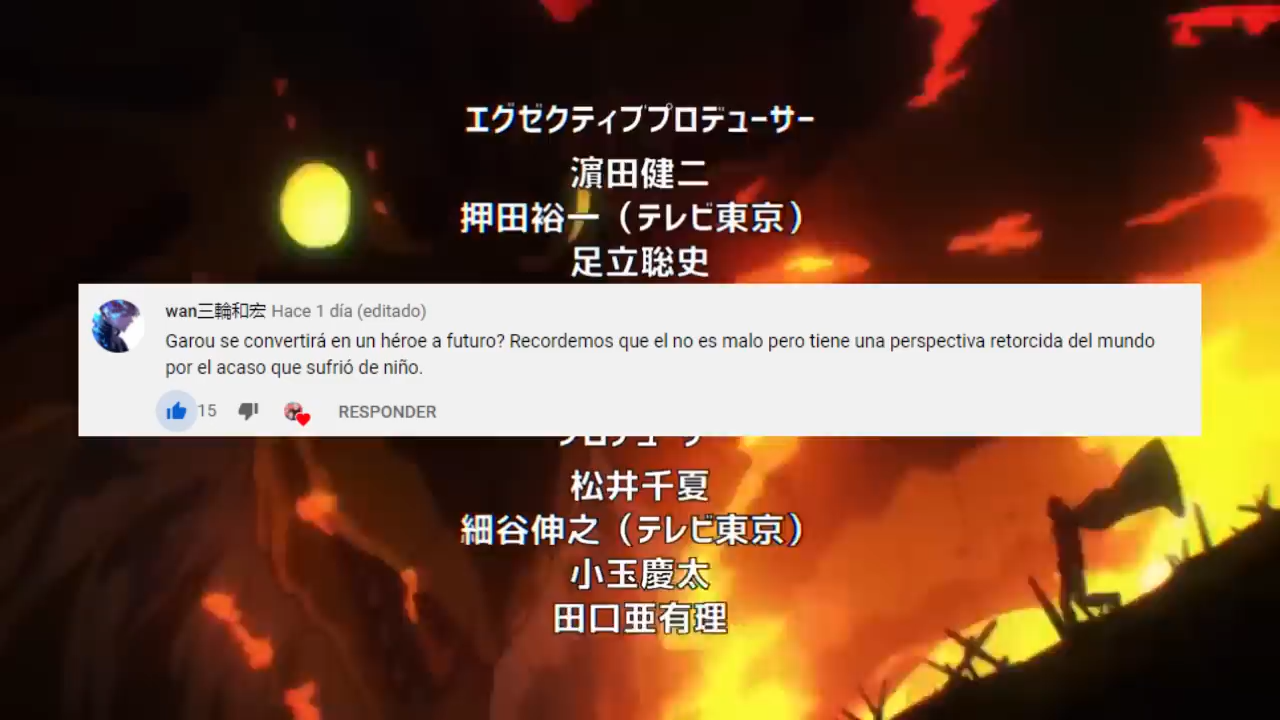 エグゼクティブプロデューサー
濵田健二
押田裕一（テレビ東京）
足立聡史
wan三輪和宏 Hace 1 día (editado)
Garou se convertirá en un héroe a futuro? Recordemos que el no es malo pero tiene una perspectiva retorcida del mundo
por el acaso que sufrió de niño.
15 RESPONDER
松井千夏
細谷伸之（テレビ東京）
小玉慶太
田口亜有理